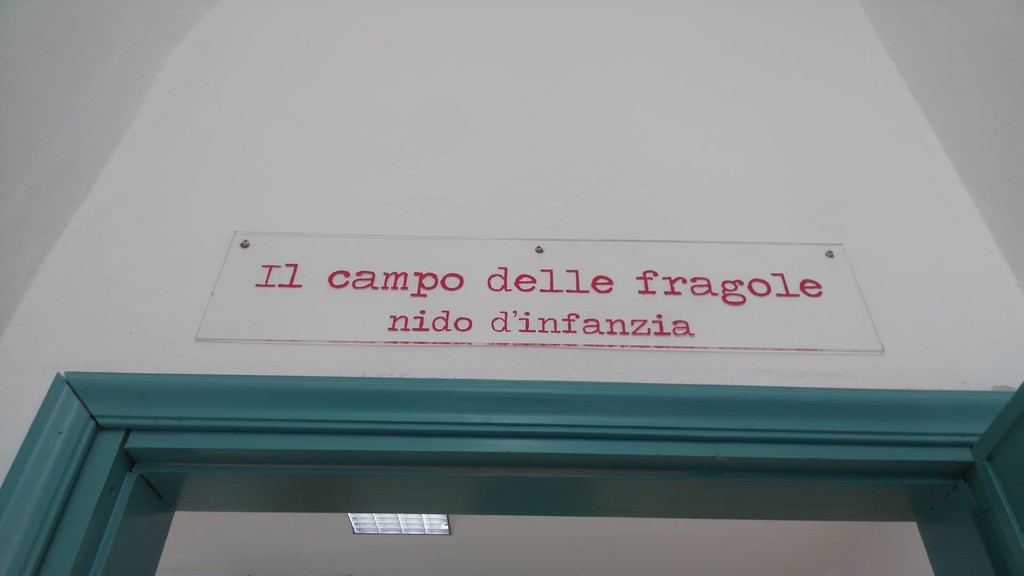 Il campo delle fragole
nido d'infanzia